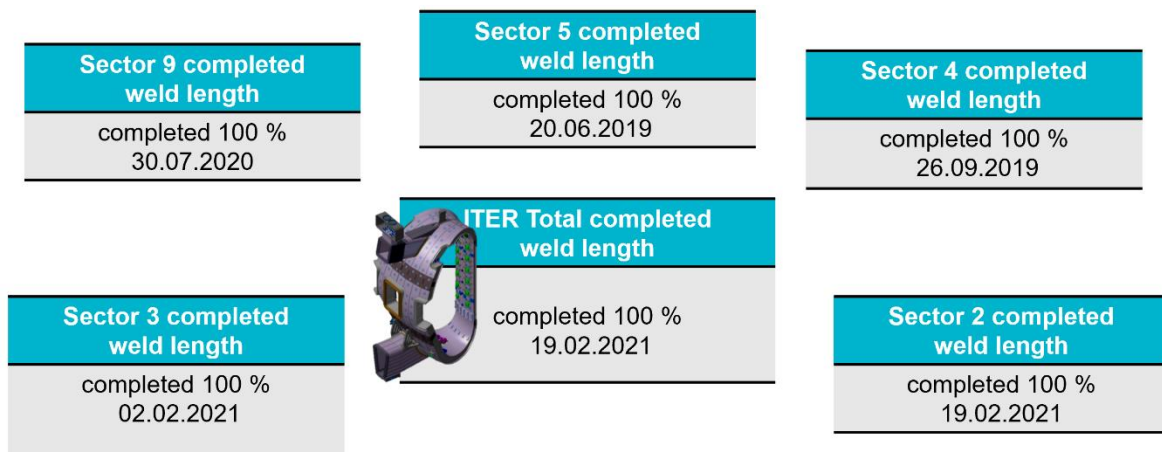 Sector 9 completed
weld length
completed 100 %
30.07.2020
Sector 5 completed
weld length
completed 100 %
20.06.2019
Sector 4 completed
weld length
completed 100 %
26.09.2019
ITER Total completed
weld length
completed 100 %
19.02.2021
Sector 3 completed
weld length
completed 100 %
02.02.2021
Sector 2 completed
weld length
completed 100 %
19.02.2021